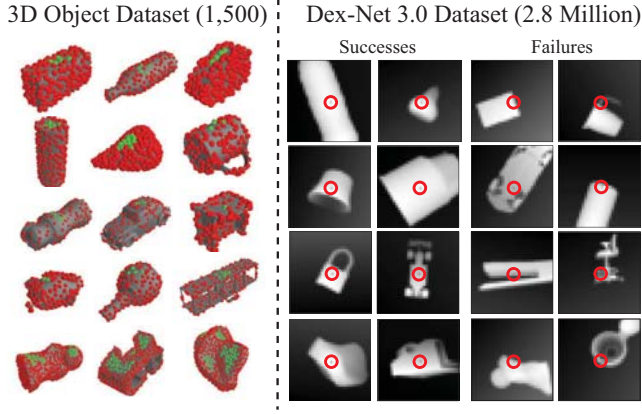 3D Object Dataset (1,500)
Dex-Net 3.0 Dataset (2.8 Million)
Successes
Failures